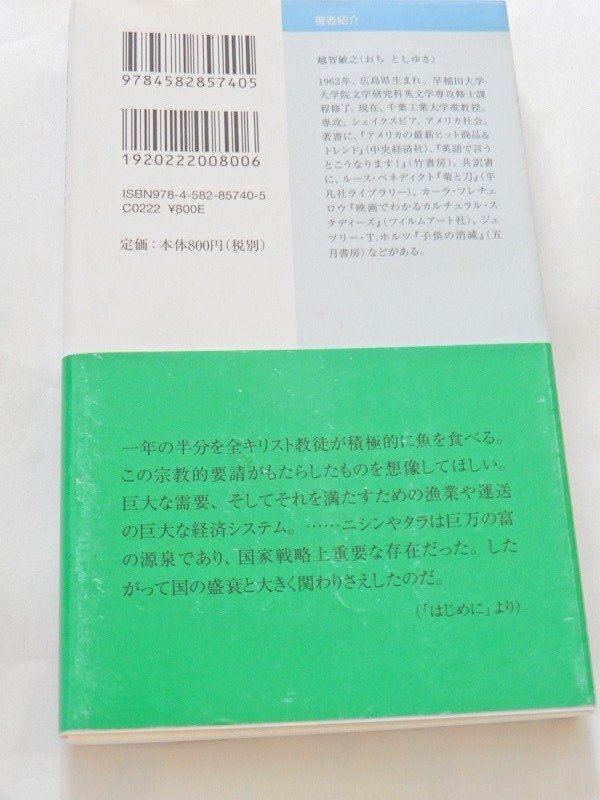 9784582857405
1920222008006
ISBN978-4-582-85740-5
C0222 ¥800E
定価：本体800円（税別）
著者紹介
越智敏之（おち としゆき）
1962年、広島県生まれ。早稲田大学
大学院文学研究科英文学専攻修士課
程修了。現在、千葉工業大学准教授。
専攻、シェイクスピア、アメリカ社会。
著書に、『アメリカの最新ヒット商品＆
トレンド』（中央経済社）、『英語で言う
とこうなります！』（竹書房）、共訳書
に、ルース・ベネディクト『菊と刀』（平
凡社ライブラリー）、カーラ・フレチェ
ロウ『映画でわかるカルチュラル・ス
タディーズ』（フィルムアート社）、ジェ
フリー・T.ホルツ『子供の消滅』（五
月書房）などがある。
一年の半分を全キリスト教徒が積極的に魚を食べる。
この宗教的要請がもたらしたものを想像してほしい。
巨大な需要、そしてそれを満たすための漁業や運送
の巨大な経済システム。……ニシンやタラは巨万の富
の源泉であり、国家戦略上重要な存在だった。した
がって国の盛衰と大きく関わりさえしたのだ。
（「はじめに」より）